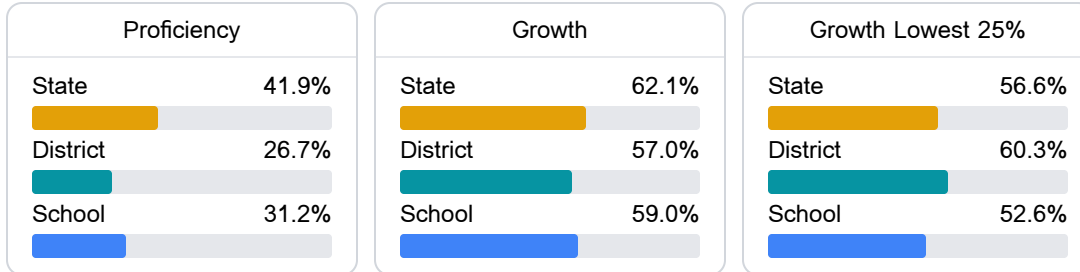 Proficiency
State 41.9%
District 26.7%
School 31.2%
Growth
State 62.1%
District 57.0%
School 59.0%
Growth Lowest 25%
State 56.6%
District 60.3%
School 52.6%